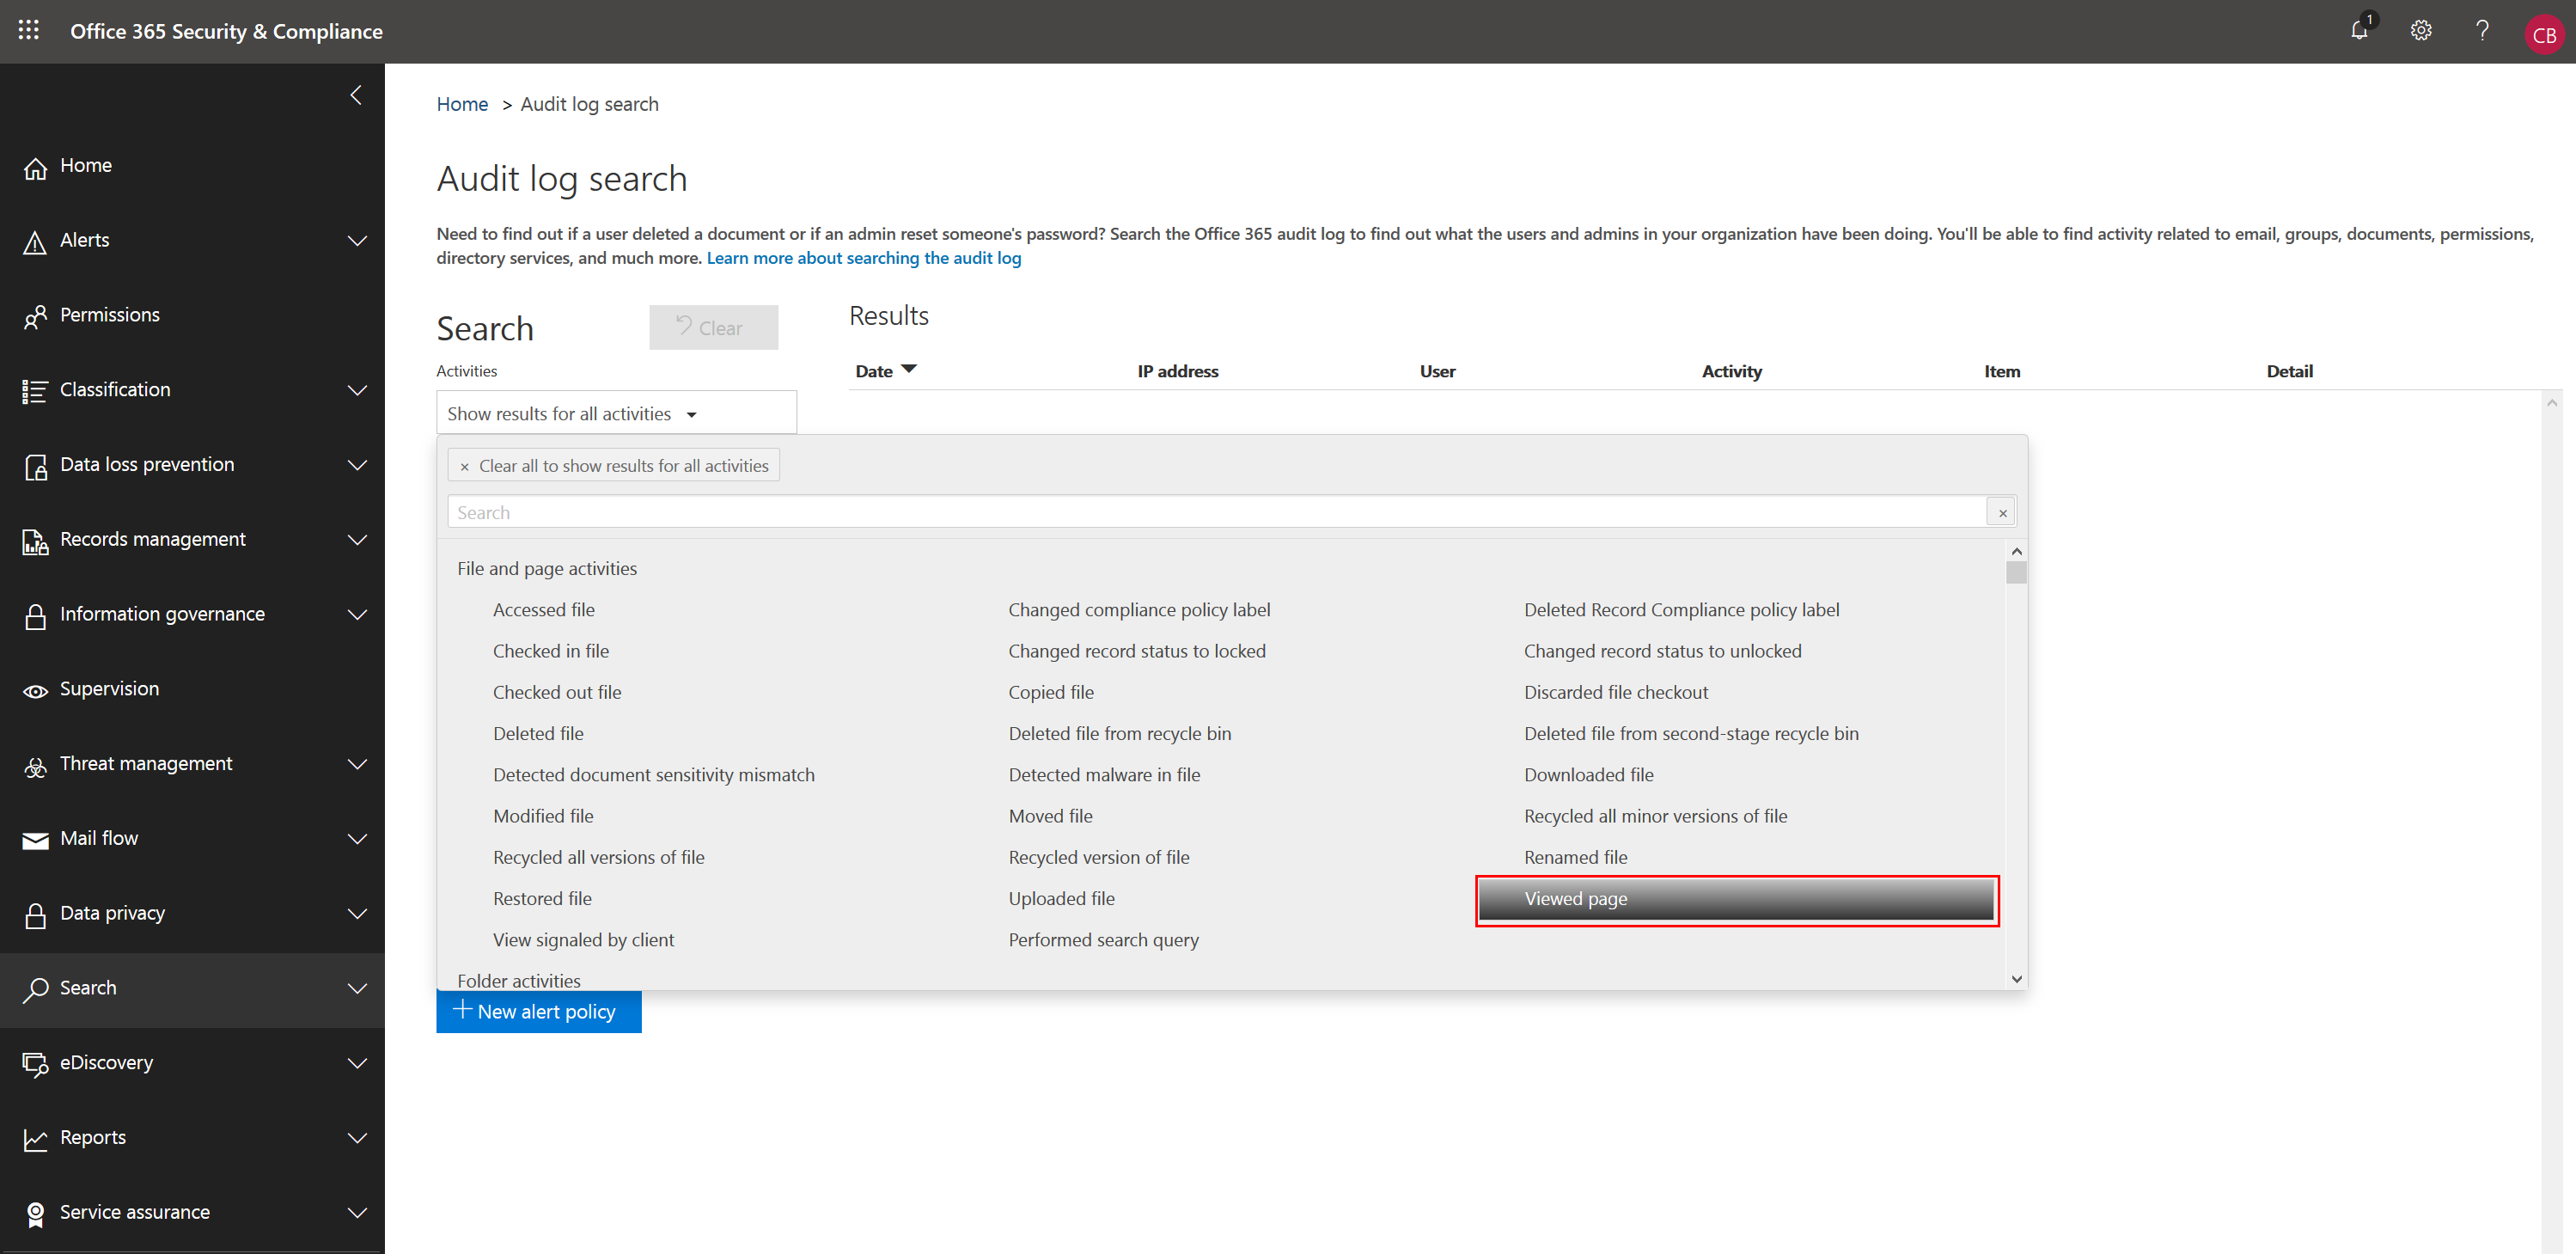 Office 365 Security & Compliance
1
CB
Home
Alerts
Permissions
Classification
Data loss prevention
Records management
Information governance
Supervision
Threat management
Mail flow
Data privacy
Search
eDiscovery
Reports
Service assurance
Home > Audit log search
Audit log search
Need to find out if a user deleted a document or if an admin reset someone's password? Search the Office 365 audit log to find out what the users and admins in your organization have been doing. You'll be able to find activity related to email, groups, documents, permissions,
directory services, and much more. Learn more about searching the audit log
Search
Clear
Results
Activities
Date IP address User Activity Item Detail
Show results for all activities
× Clear all to show results for all activities
Search ×
File and page activities
Accessed file Changed compliance policy label Deleted Record Compliance policy label
Checked in file Changed record status to locked Changed record status to unlocked
Checked out file Copied file Discarded file checkout
Deleted file Deleted file from recycle bin Deleted file from second-stage recycle bin
Detected document sensitivity mismatch Detected malware in file Downloaded file
Modified file Moved file Recycled all minor versions of file
Recycled all versions of file Recycled version of file Renamed file
Restored file Uploaded file Viewed page
View signaled by client Performed search query
Folder activities
+ New alert policy